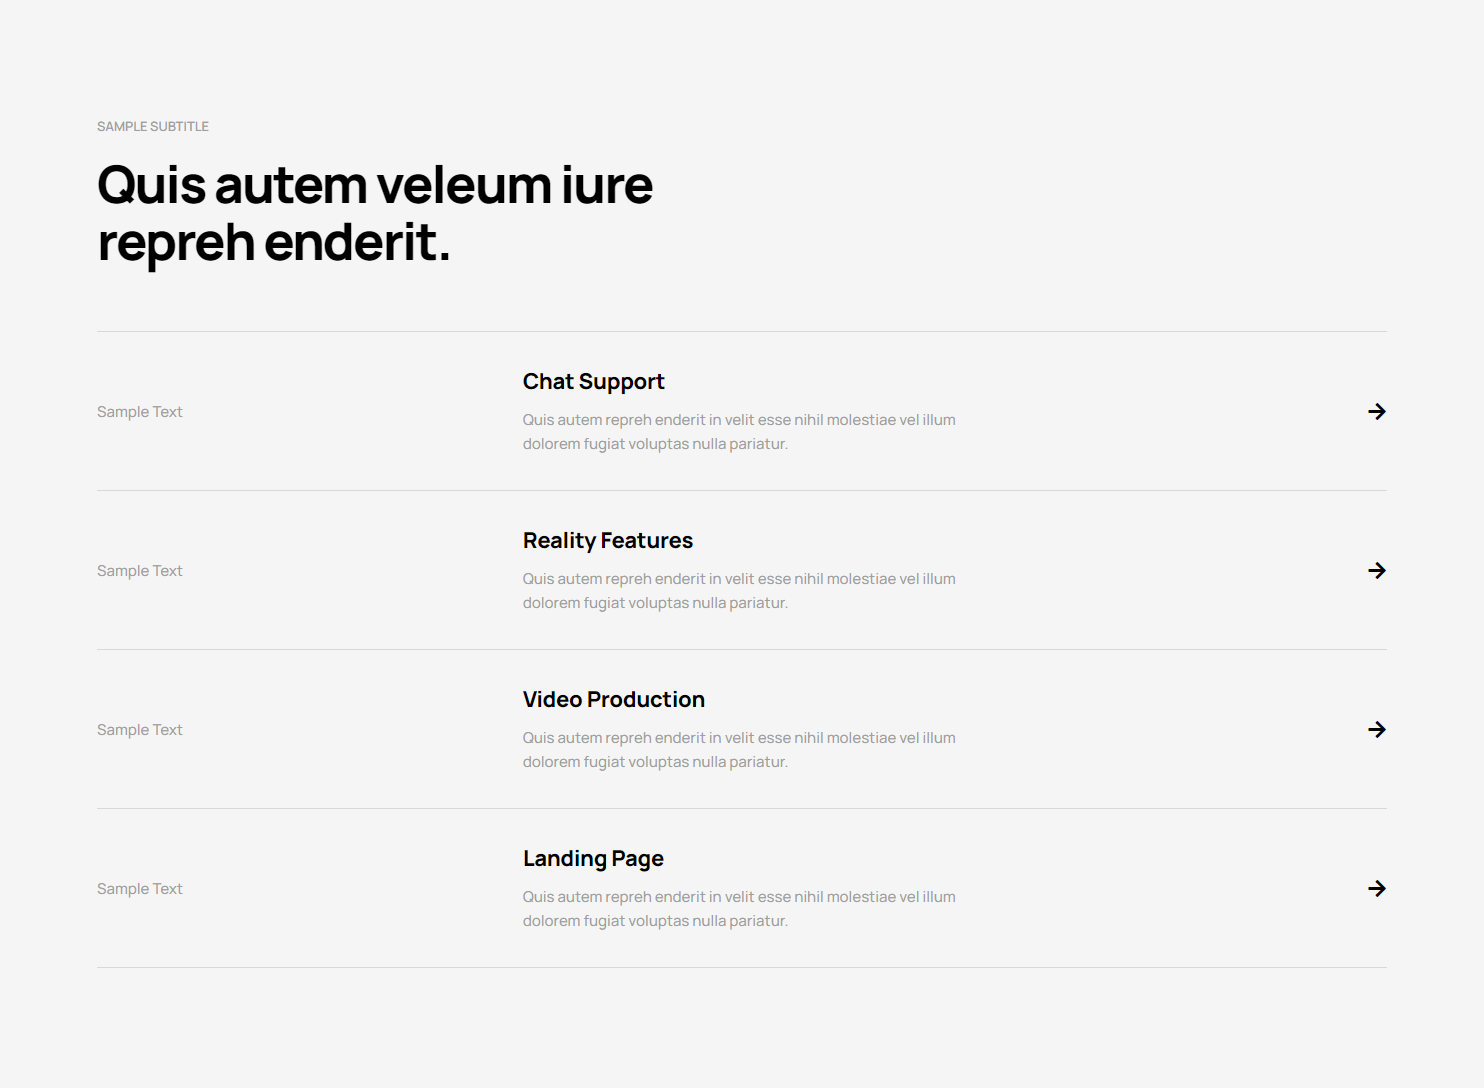 SAMPLE SUBTITLE
Quis autem veleum iure
repreh enderit.
Sample Text
Chat Support
Quis autem repreh enderit in velit esse nihil molestiae vel illum
dolorem fugiat voluptas nulla pariatur.
Sample Text
Reality Features
Quis autem repreh enderit in velit esse nihil molestiae vel illum
dolorem fugiat voluptas nulla pariatur.
Sample Text
Video Production
Quis autem repreh enderit in velit esse nihil molestiae vel illum
dolorem fugiat voluptas nulla pariatur.
Sample Text
Landing Page
Quis autem repreh enderit in velit esse nihil molestiae vel illum
dolorem fugiat voluptas nulla pariatur.